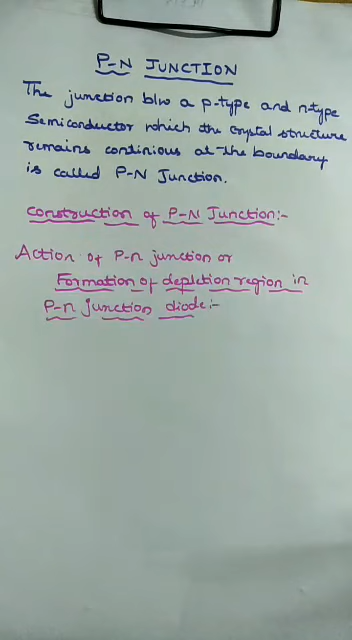 P-N JUNCTION
The junction b/w a p-type and n-type
Semiconductor which the crystal structure
remains continious at the boundary
is called P-N Junction.
Construction of P-N Junction:-
Action of P-n junction or
Formation of depletion region in
P-n junction diode:-